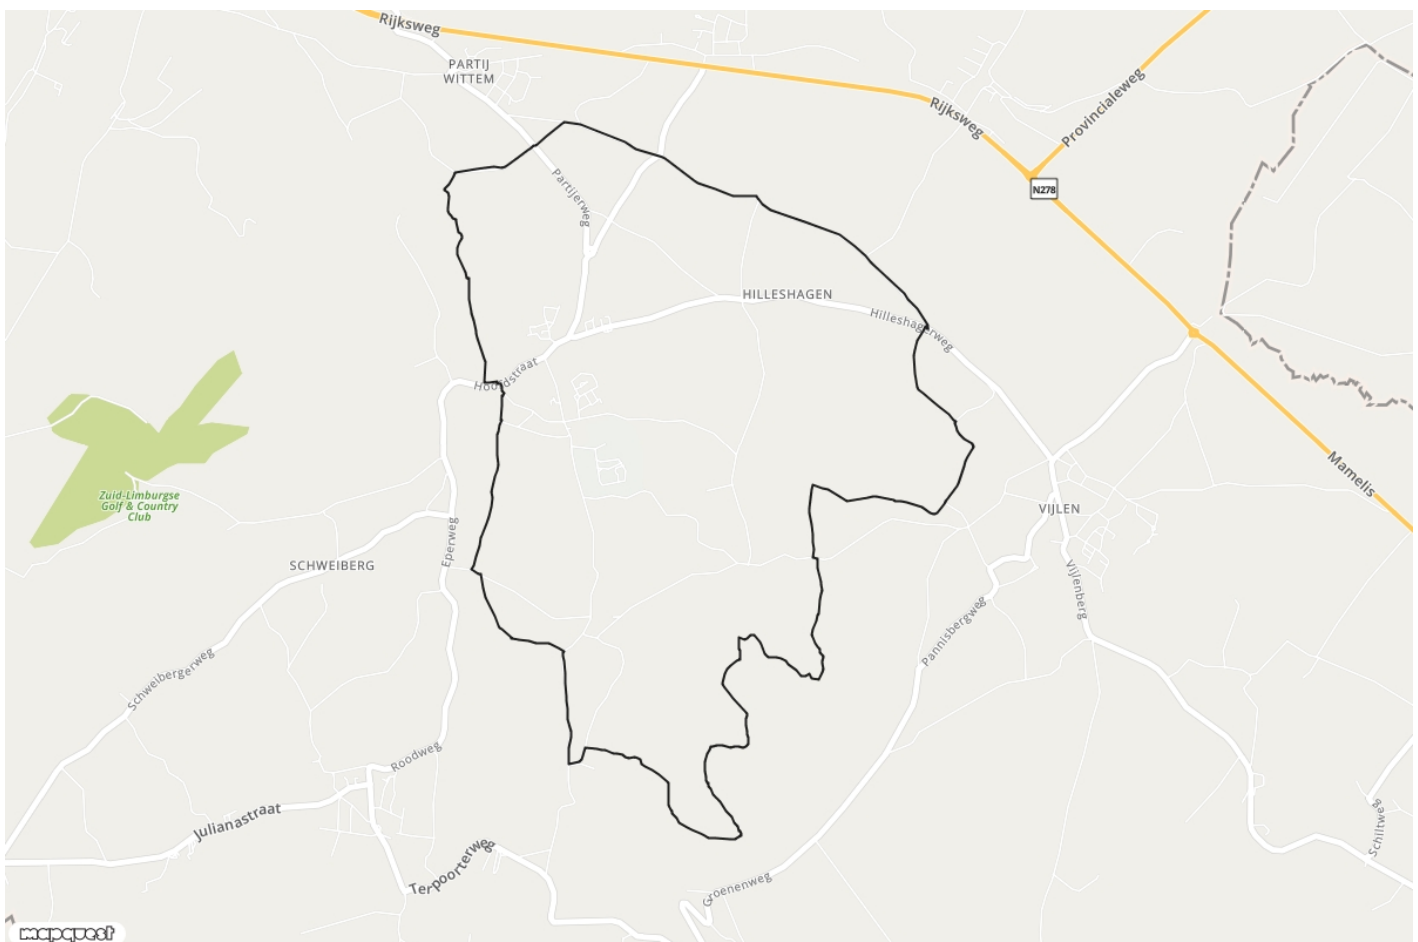 Rijksweg
PARTIJ
WITTEM
Rijksweg
Provincialeweg
N278
Partijerweg
HILLESHAGEN
Hilleshagerweg
Hoofdstraat
Mamelis
Zuid-Limburgse
Golf & Country
Club
VIJLEN
Eperweg
SCHWEIBERG
Vijlenberg
Pannisbergweg
Schweibergerweg
Roodweg
Julianastraat
Schiltweg
Terpoorterweg
Groenenweg
mapquest